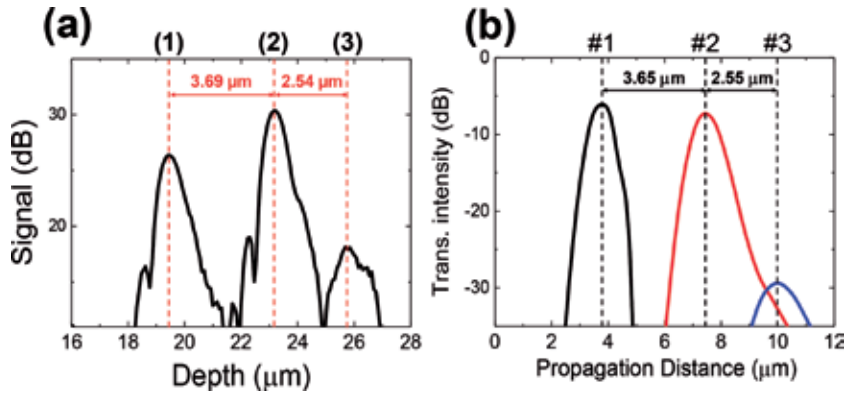 (a) (1) (2) (3)
3.69 μm 2.54 μm
30
20
Signal (dB)
16 18 20 22 24 26 28
Depth (μm)
(b) #1 #2 #3
0
3.65 μm 2.55 μm
-10
-20
-30
Trans. intensity (dB)
0 2 4 6 8 10 12
Propagation Distance (μm)